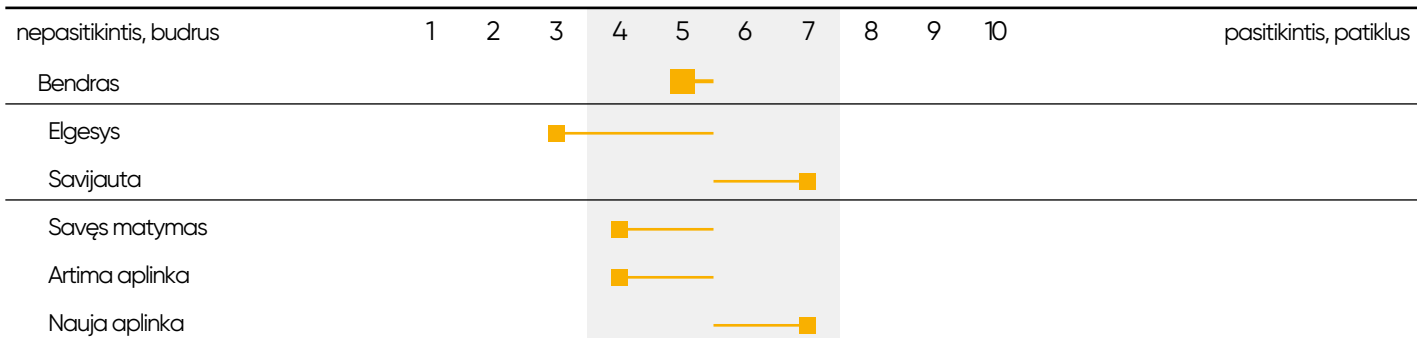 nepasitikintis, budrus 1 2 3 4 5 6 7 8 9 10 pasitikintis, patiklus
Bendras
Elgesys
Savijauta
Savęs matymas
Artima aplinka
Nauja aplinka